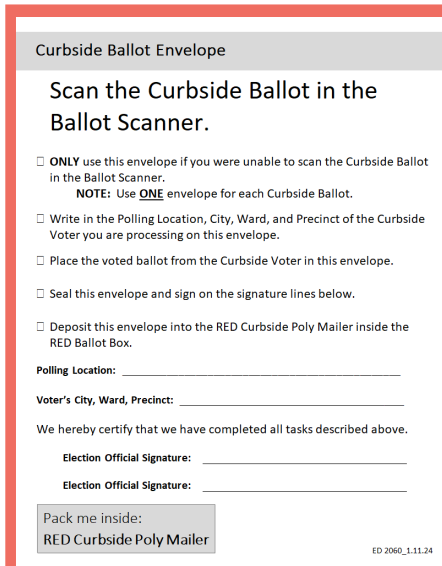 Curbside Ballot Envelope
Scan the Curbside Ballot in the
Ballot Scanner.
☐ ONLY use this envelope if you were unable to scan the Curbside Ballot
in the Ballot Scanner.
NOTE: Use ONE envelope for each Curbside Ballot.
☐ Write in the Polling Location, City, Ward, and Precinct of the Curbside
Voter you are processing on this envelope.
☐ Place the voted ballot from the Curbside Voter in this envelope.
☐ Seal this envelope and sign on the signature lines below.
☐ Deposit this envelope into the RED Curbside Poly Mailer inside the
RED Ballot Box.
Polling Location: ____________________
Voter's City, Ward, Precinct: ____________________
We hereby certify that we have completed all tasks described above.
Election Official Signature: ____________________
Election Official Signature: ____________________
Pack me inside:
RED Curbside Poly Mailer
ED 2060_1.11.24